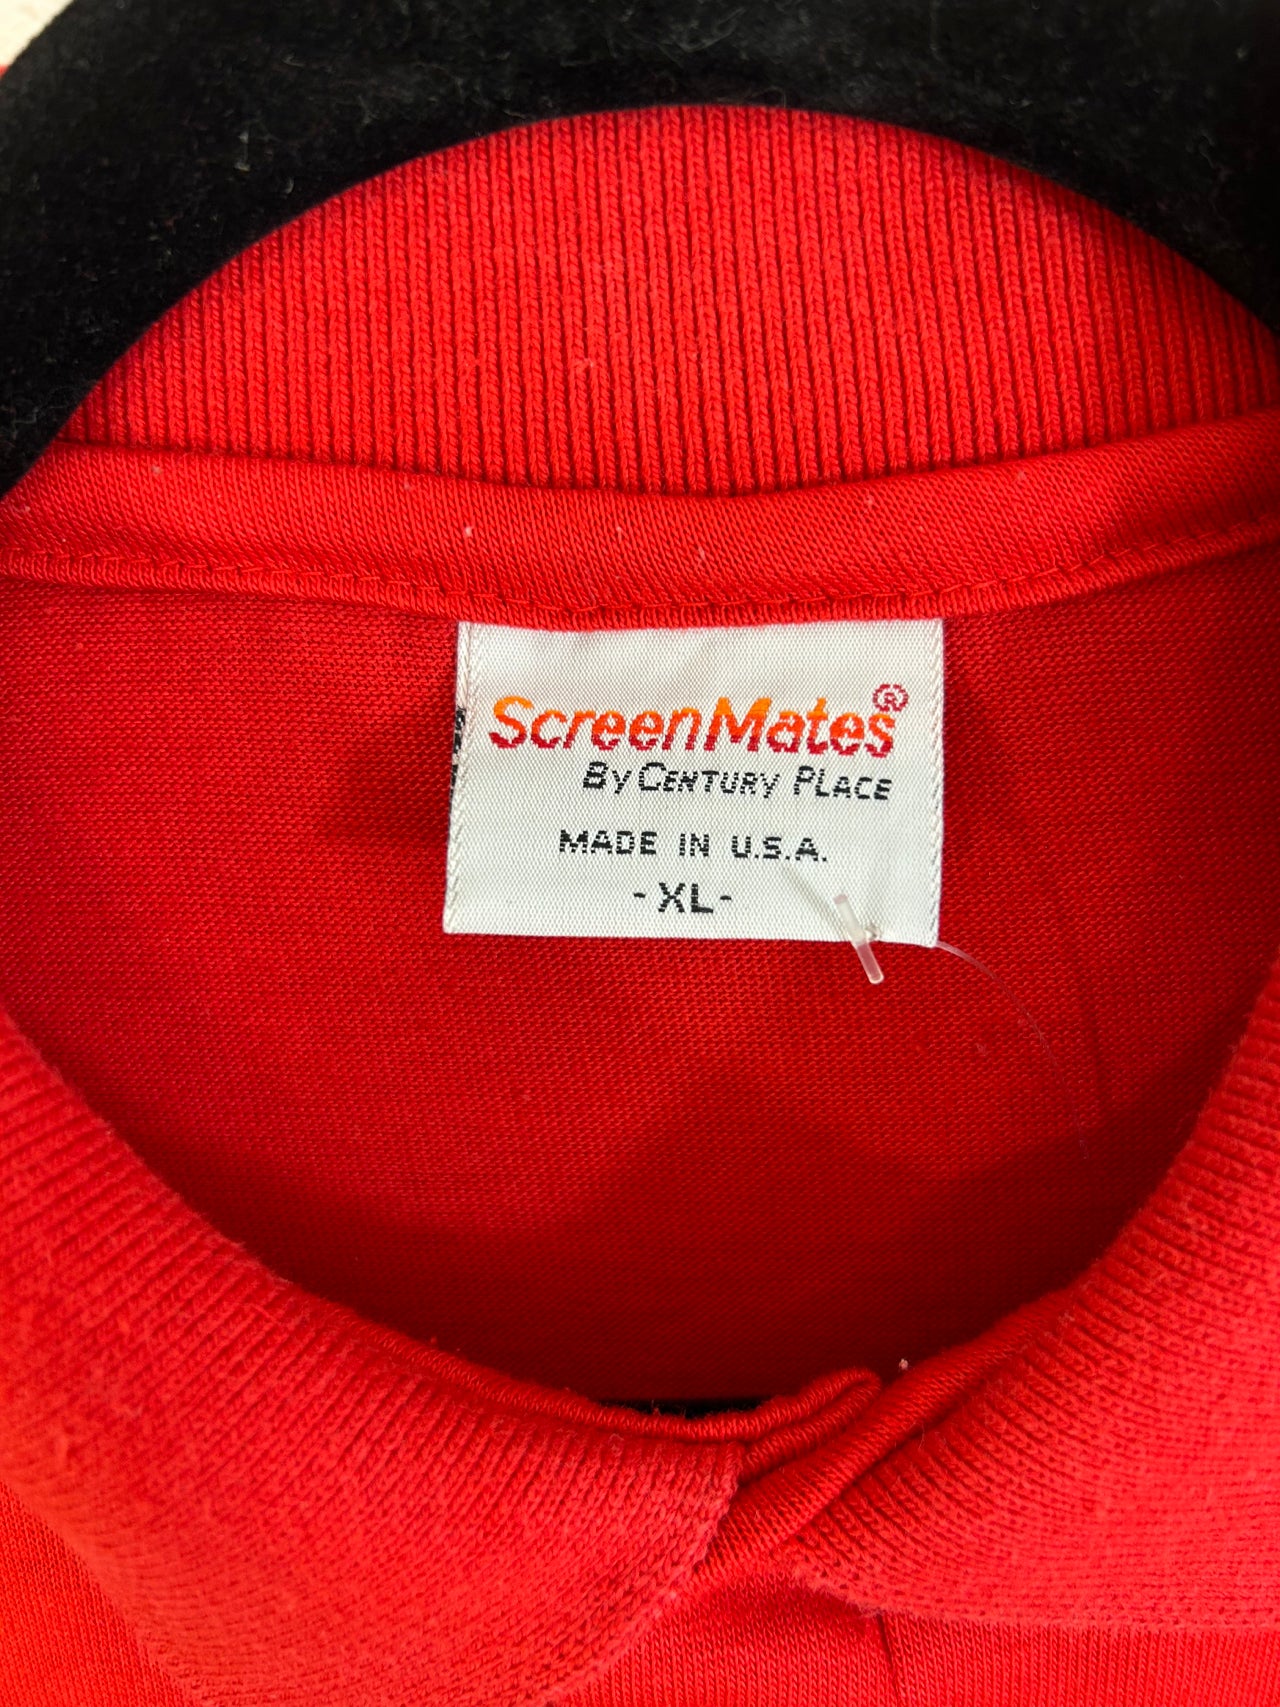 ScreenMates®
BY CENTURY PLACE
MADE IN U.S.A.
- XL -